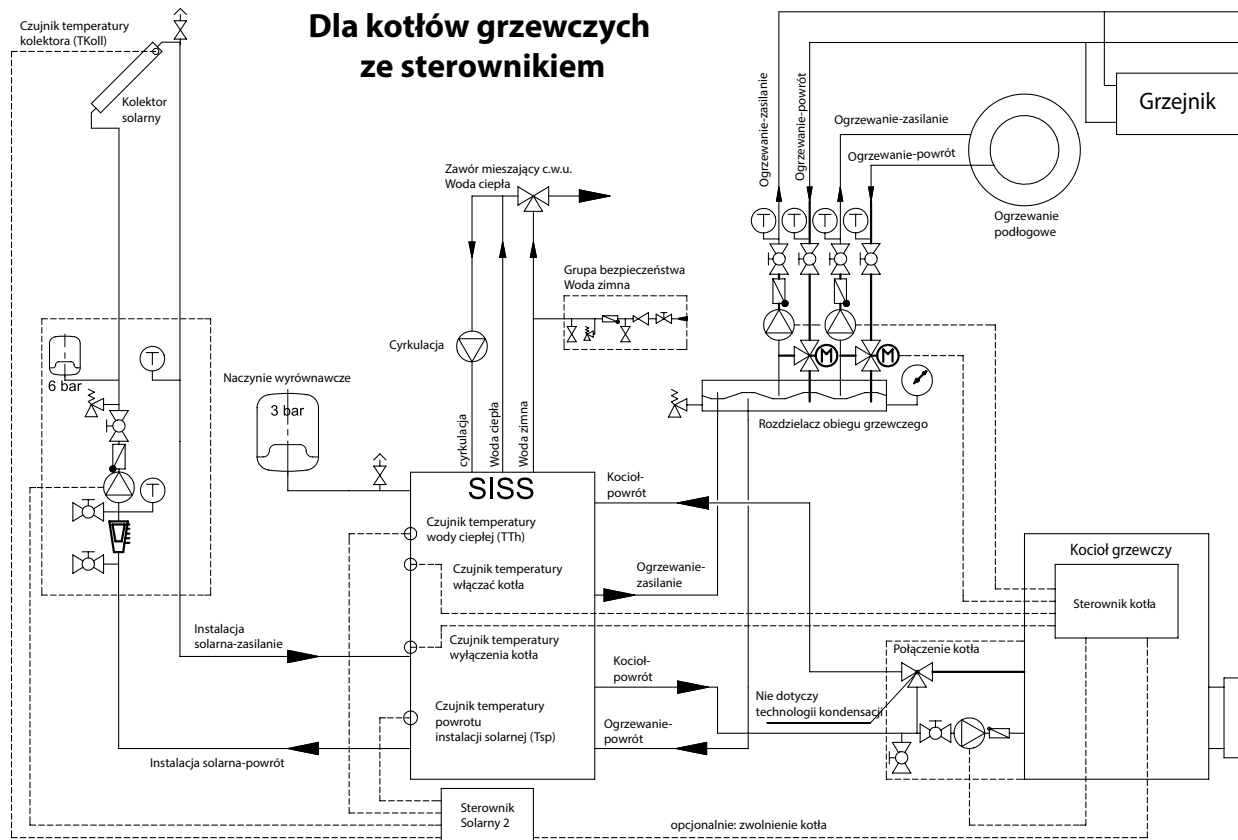 Dla kotłów grzewczych
ze sterownikiem
Czujnik temperatury
kolektora (TKoll)
Kolektor
solarny
Grzejnik
Ogrzewanie-zasilanie
Ogrzewanie-powrót
Ogrzewanie-zasilanie
Ogrzewanie-powrót
Ogrzewanie
podłogowe
Zawór mieszający c.w.u.
Woda ciepła
T
T
T
T
Grupa bezpieczeństwa
Woda zimna
Cyrkulacja
6 bar
T
T
Naczynie wyrównawcze
3 bar
M
M
Rozdzielacz obiegu grzewczego
cyrkulacja
Woda ciepła
Woda zimna
SISS
Kocioł-
powrót
Czujnik temperatury
wody ciepłej (TTh)
Czujnik temperatury
włączać kotła
Ogrzewanie-
zasilanie
Kocioł grzewczy
Sterownik kotła
Instalacja
solarna-zasilanie
Czujnik temperatury
wyłączenia kotła
Połączenie kotła
Kocioł-
powrót
Nie dotyczy
technologii kondensacji
Czujnik temperatury
powrotu
instalacji solarnej (Tsp)
Ogrzewanie-
powrót
Instalacja solarna-powrót
Sterownik
Solarny 2
opcjonalnie: zwolnienie kotła